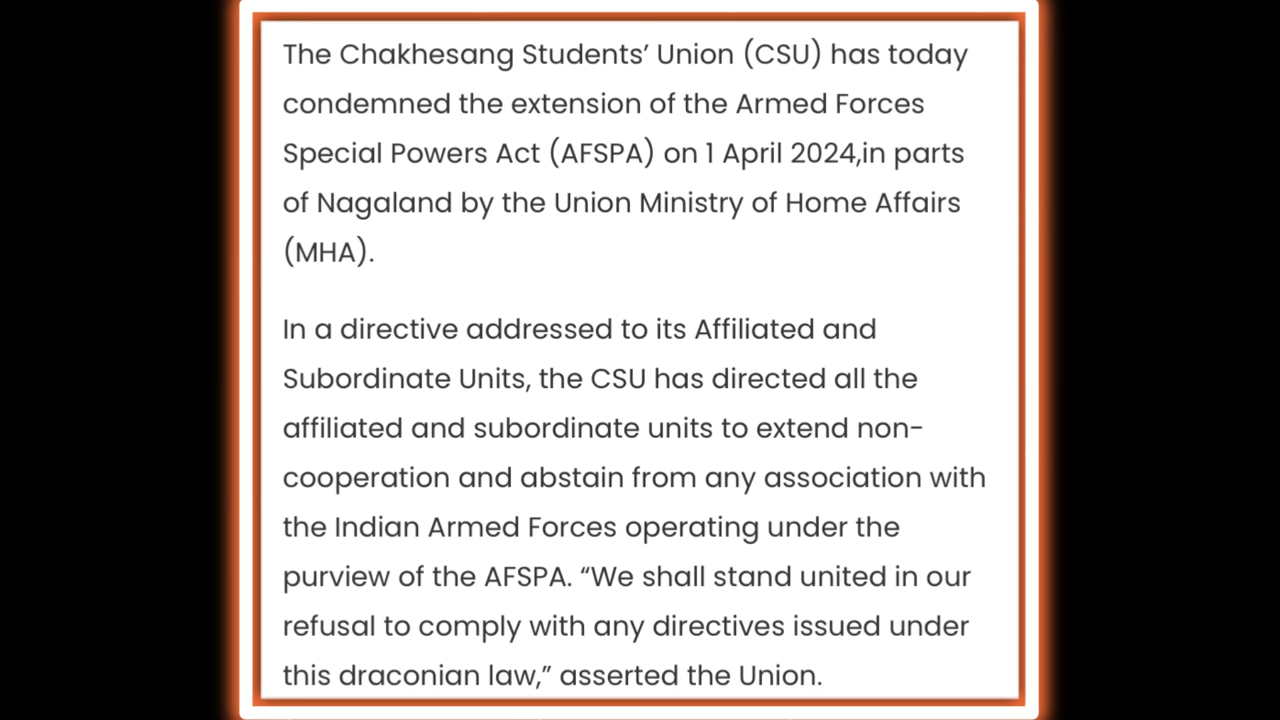 The Chakhesang Students’ Union (CSU) has today
condemned the extension of the Armed Forces
Special Powers Act (AFSPA) on 1 April 2024,in parts
of Nagaland by the Union Ministry of Home Affairs
(MHA).
In a directive addressed to its Affiliated and
Subordinate Units, the CSU has directed all the
affiliated and subordinate units to extend non-
cooperation and abstain from any association with
the Indian Armed Forces operating under the
purview of the AFSPA. “We shall stand united in our
refusal to comply with any directives issued under
this draconian law,” asserted the Union.